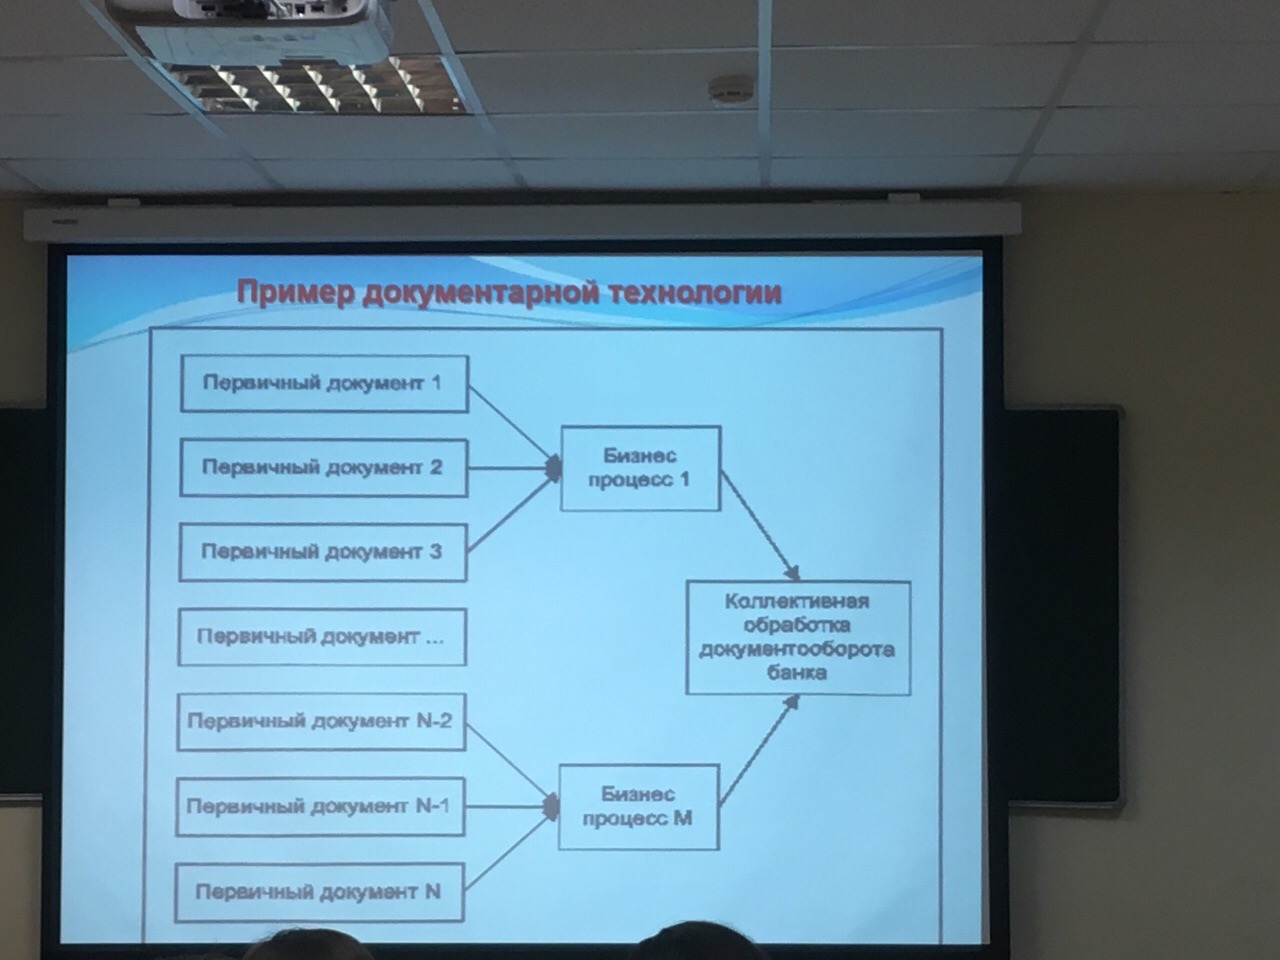 Пример документарной технологии
Первичный документ 1
Первичный документ 2
Первичный документ 3
Первичный документ ...
Первичный документ N-2
Первичный документ N-1
Первичный документ N
Бизнес
процесс 1
Бизнес
процесс М
Коллективная
обработка
документооборота
банка